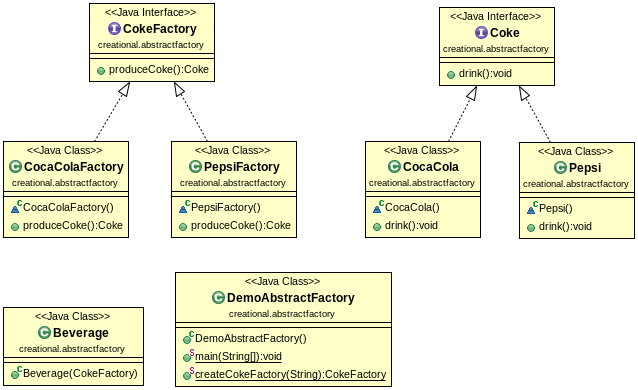 <<Java Interface>>
CokeFactory
creational.abstractfactory
produceCoke():Coke
<<Java Interface>>
Coke
creational.abstractfactory
drink():void
<<Java Class>>
CocaColaFactory
creational.abstractfactory
CocaColaFactory()
produceCoke():Coke
<<Java Class>>
PepsiFactory
creational.abstractfactory
PepsiFactory()
produceCoke():Coke
<<Java Class>>
CocaCola
creational.abstractfactory
CocaCola()
drink():void
<<Java Class>>
Pepsi
creational.abstractfactory
Pepsi()
drink():void
<<Java Class>>
Beverage
creational.abstractfactory
Beverage(CokeFactory)
<<Java Class>>
DemoAbstractFactory
creational.abstractfactory
DemoAbstractFactory()
main(String[]):void
createCokeFactory(String):CokeFactory